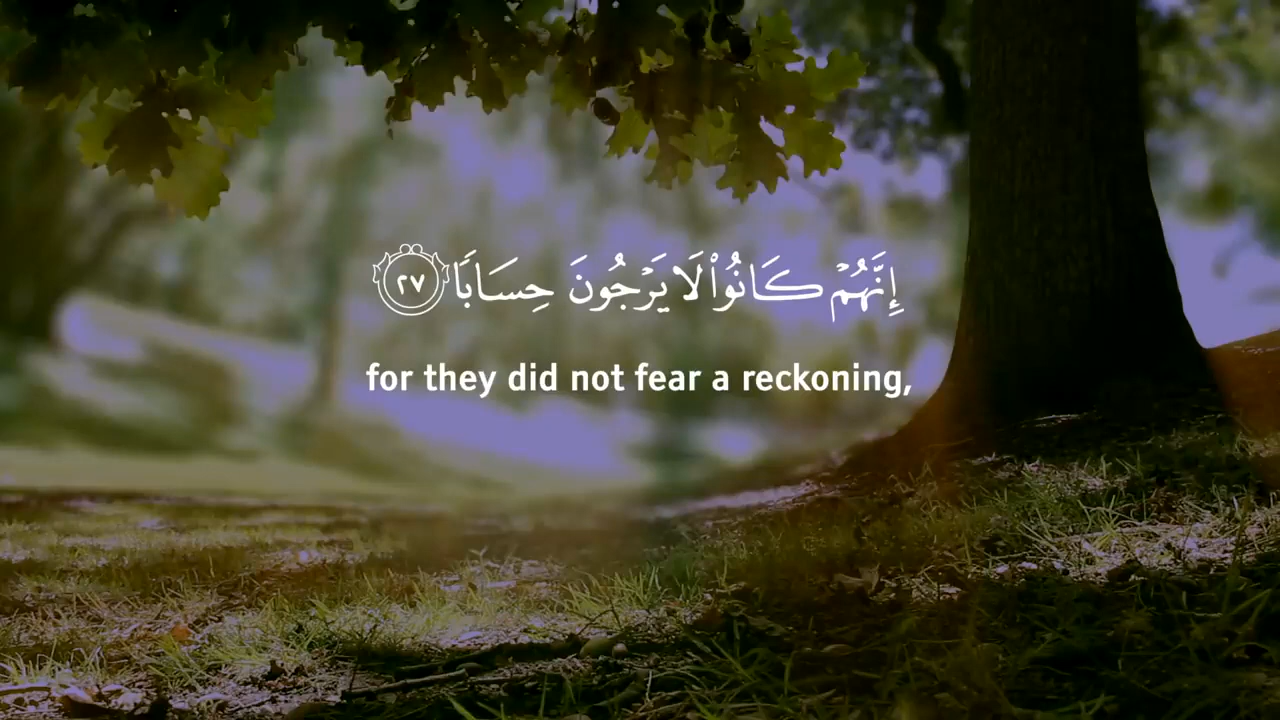 إِنَّهُمْ كَانُوا۟ لَا يَرْجُونَ حِسَابًا ٢٧
for they did not fear a reckoning,